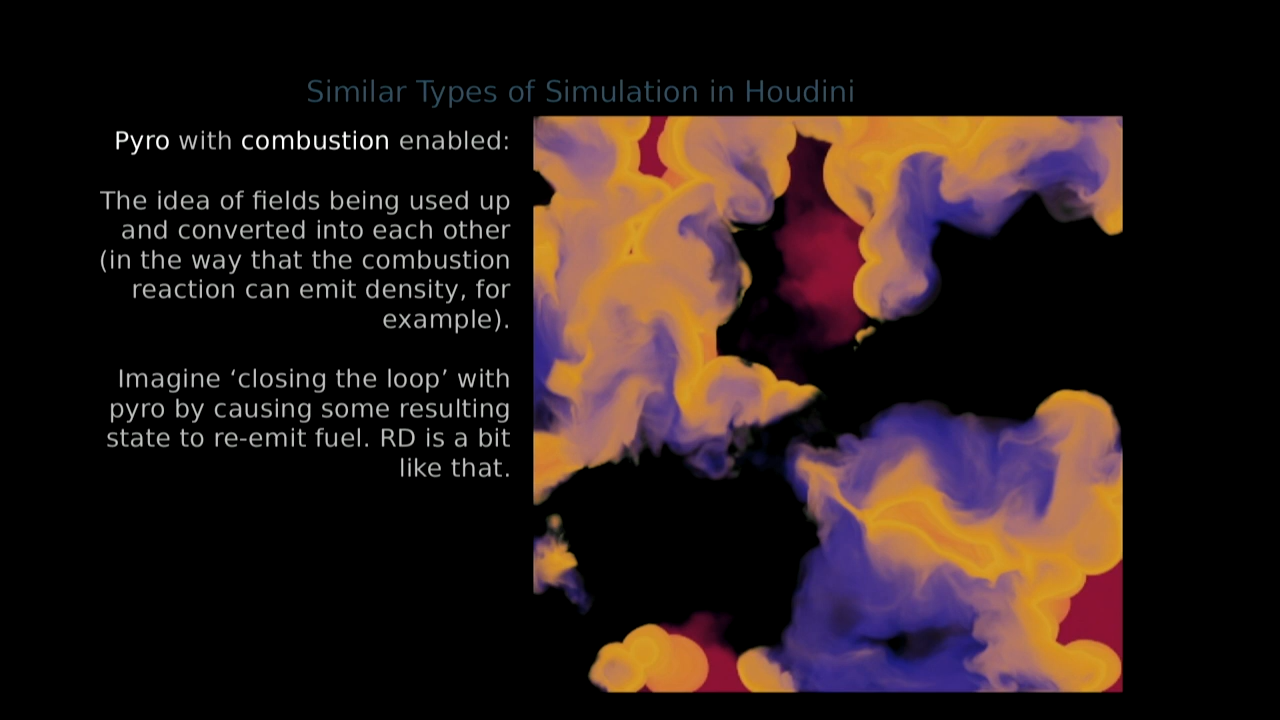 Similar Types of Simulation in Houdini
Pyro with combustion enabled:
The idea of fields being used up
and converted into each other
(in the way that the combustion
reaction can emit density, for
example).
Imagine ‘closing the loop’ with
pyro by causing some resulting
state to re-emit fuel. RD is a bit
like that.